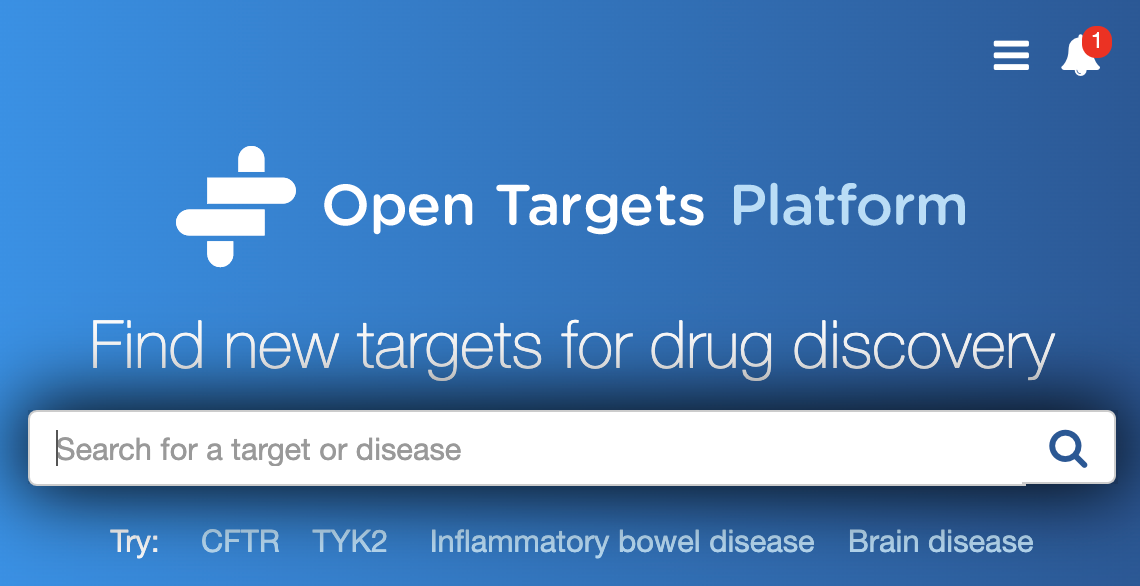 1
Open Targets Platform
Find new targets for drug discovery
Search for a target or disease
Try: CFTR TYK2 Inflammatory bowel disease Brain disease